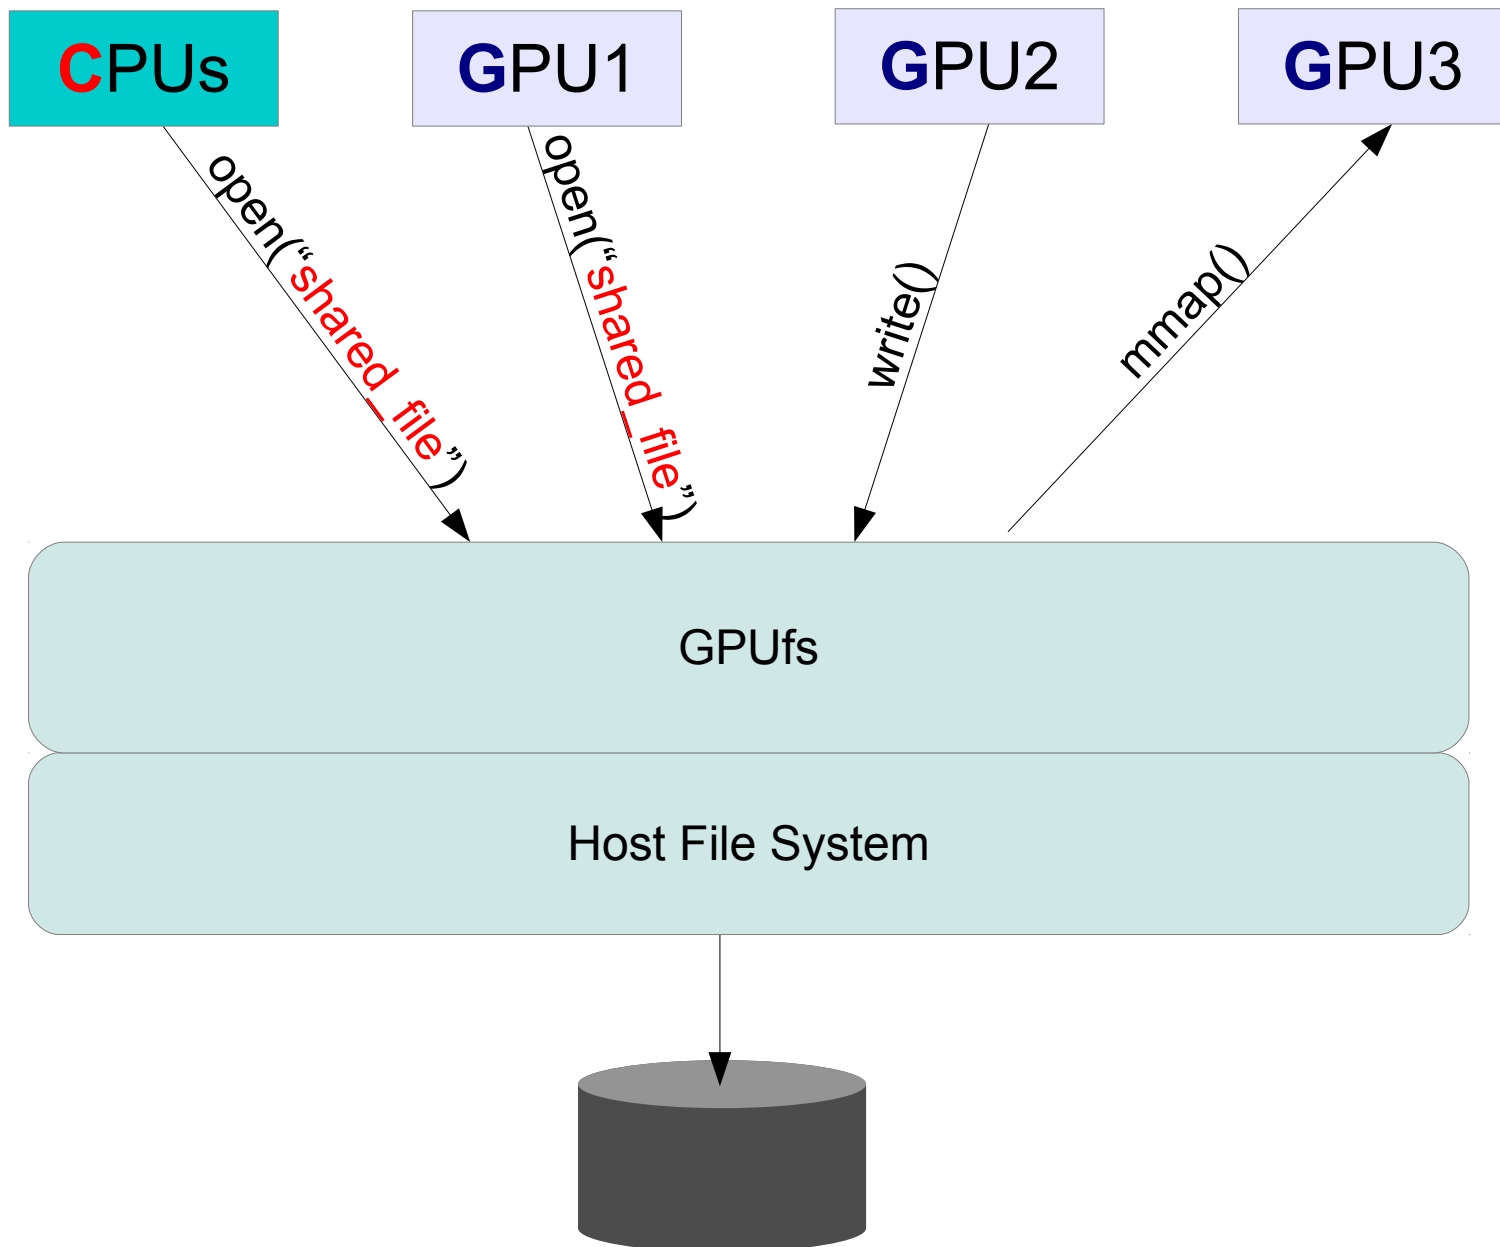 CPUs
GPU1
GPU2
GPU3
open(“shared_file”)
open(“shared_file”)
write()
mmap()
GPUfs
Host File System